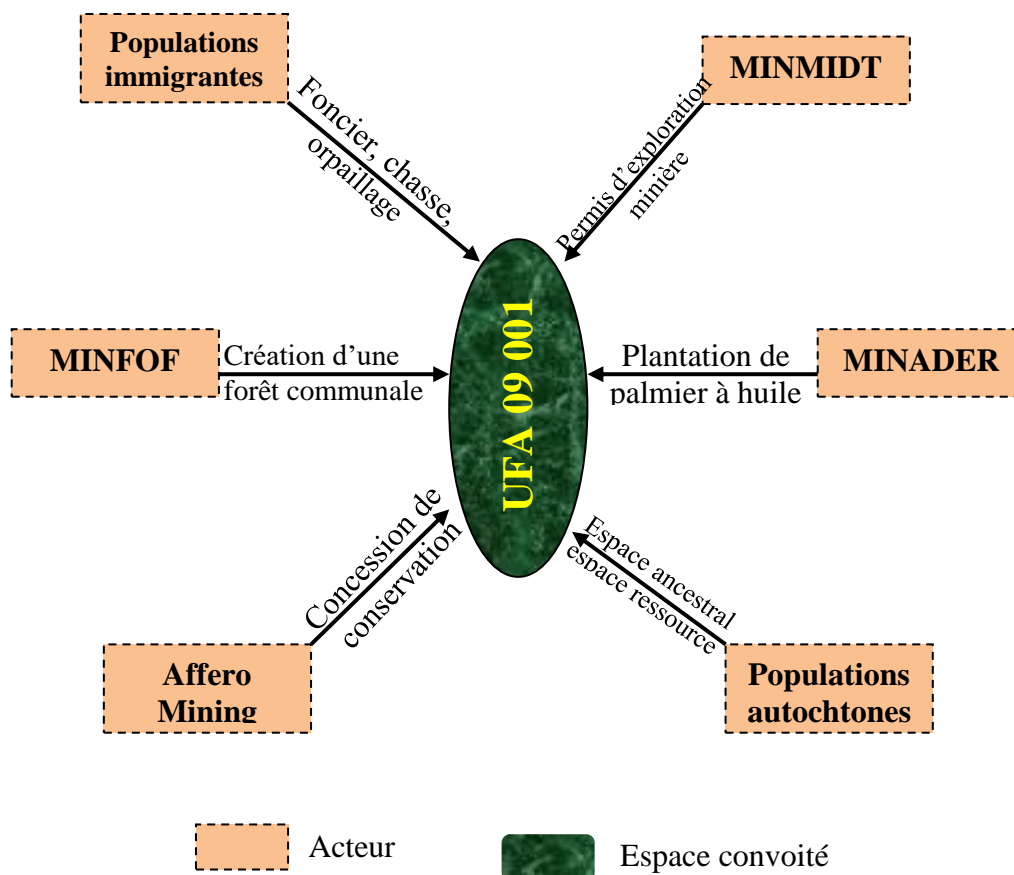 Populations
immigrantes
MINMIDT
Foncier, chasse,
orpaillage
Permis d'exploration
minière
MINFOF
Création d'une
forêt communale
UFA 09 001
Plantation de
palmier à huile
MINADER
Concession de
conservation
Espace ancestral
espace ressource
Affero
Mining
Populations
autochtones
Acteur
Espace convoité